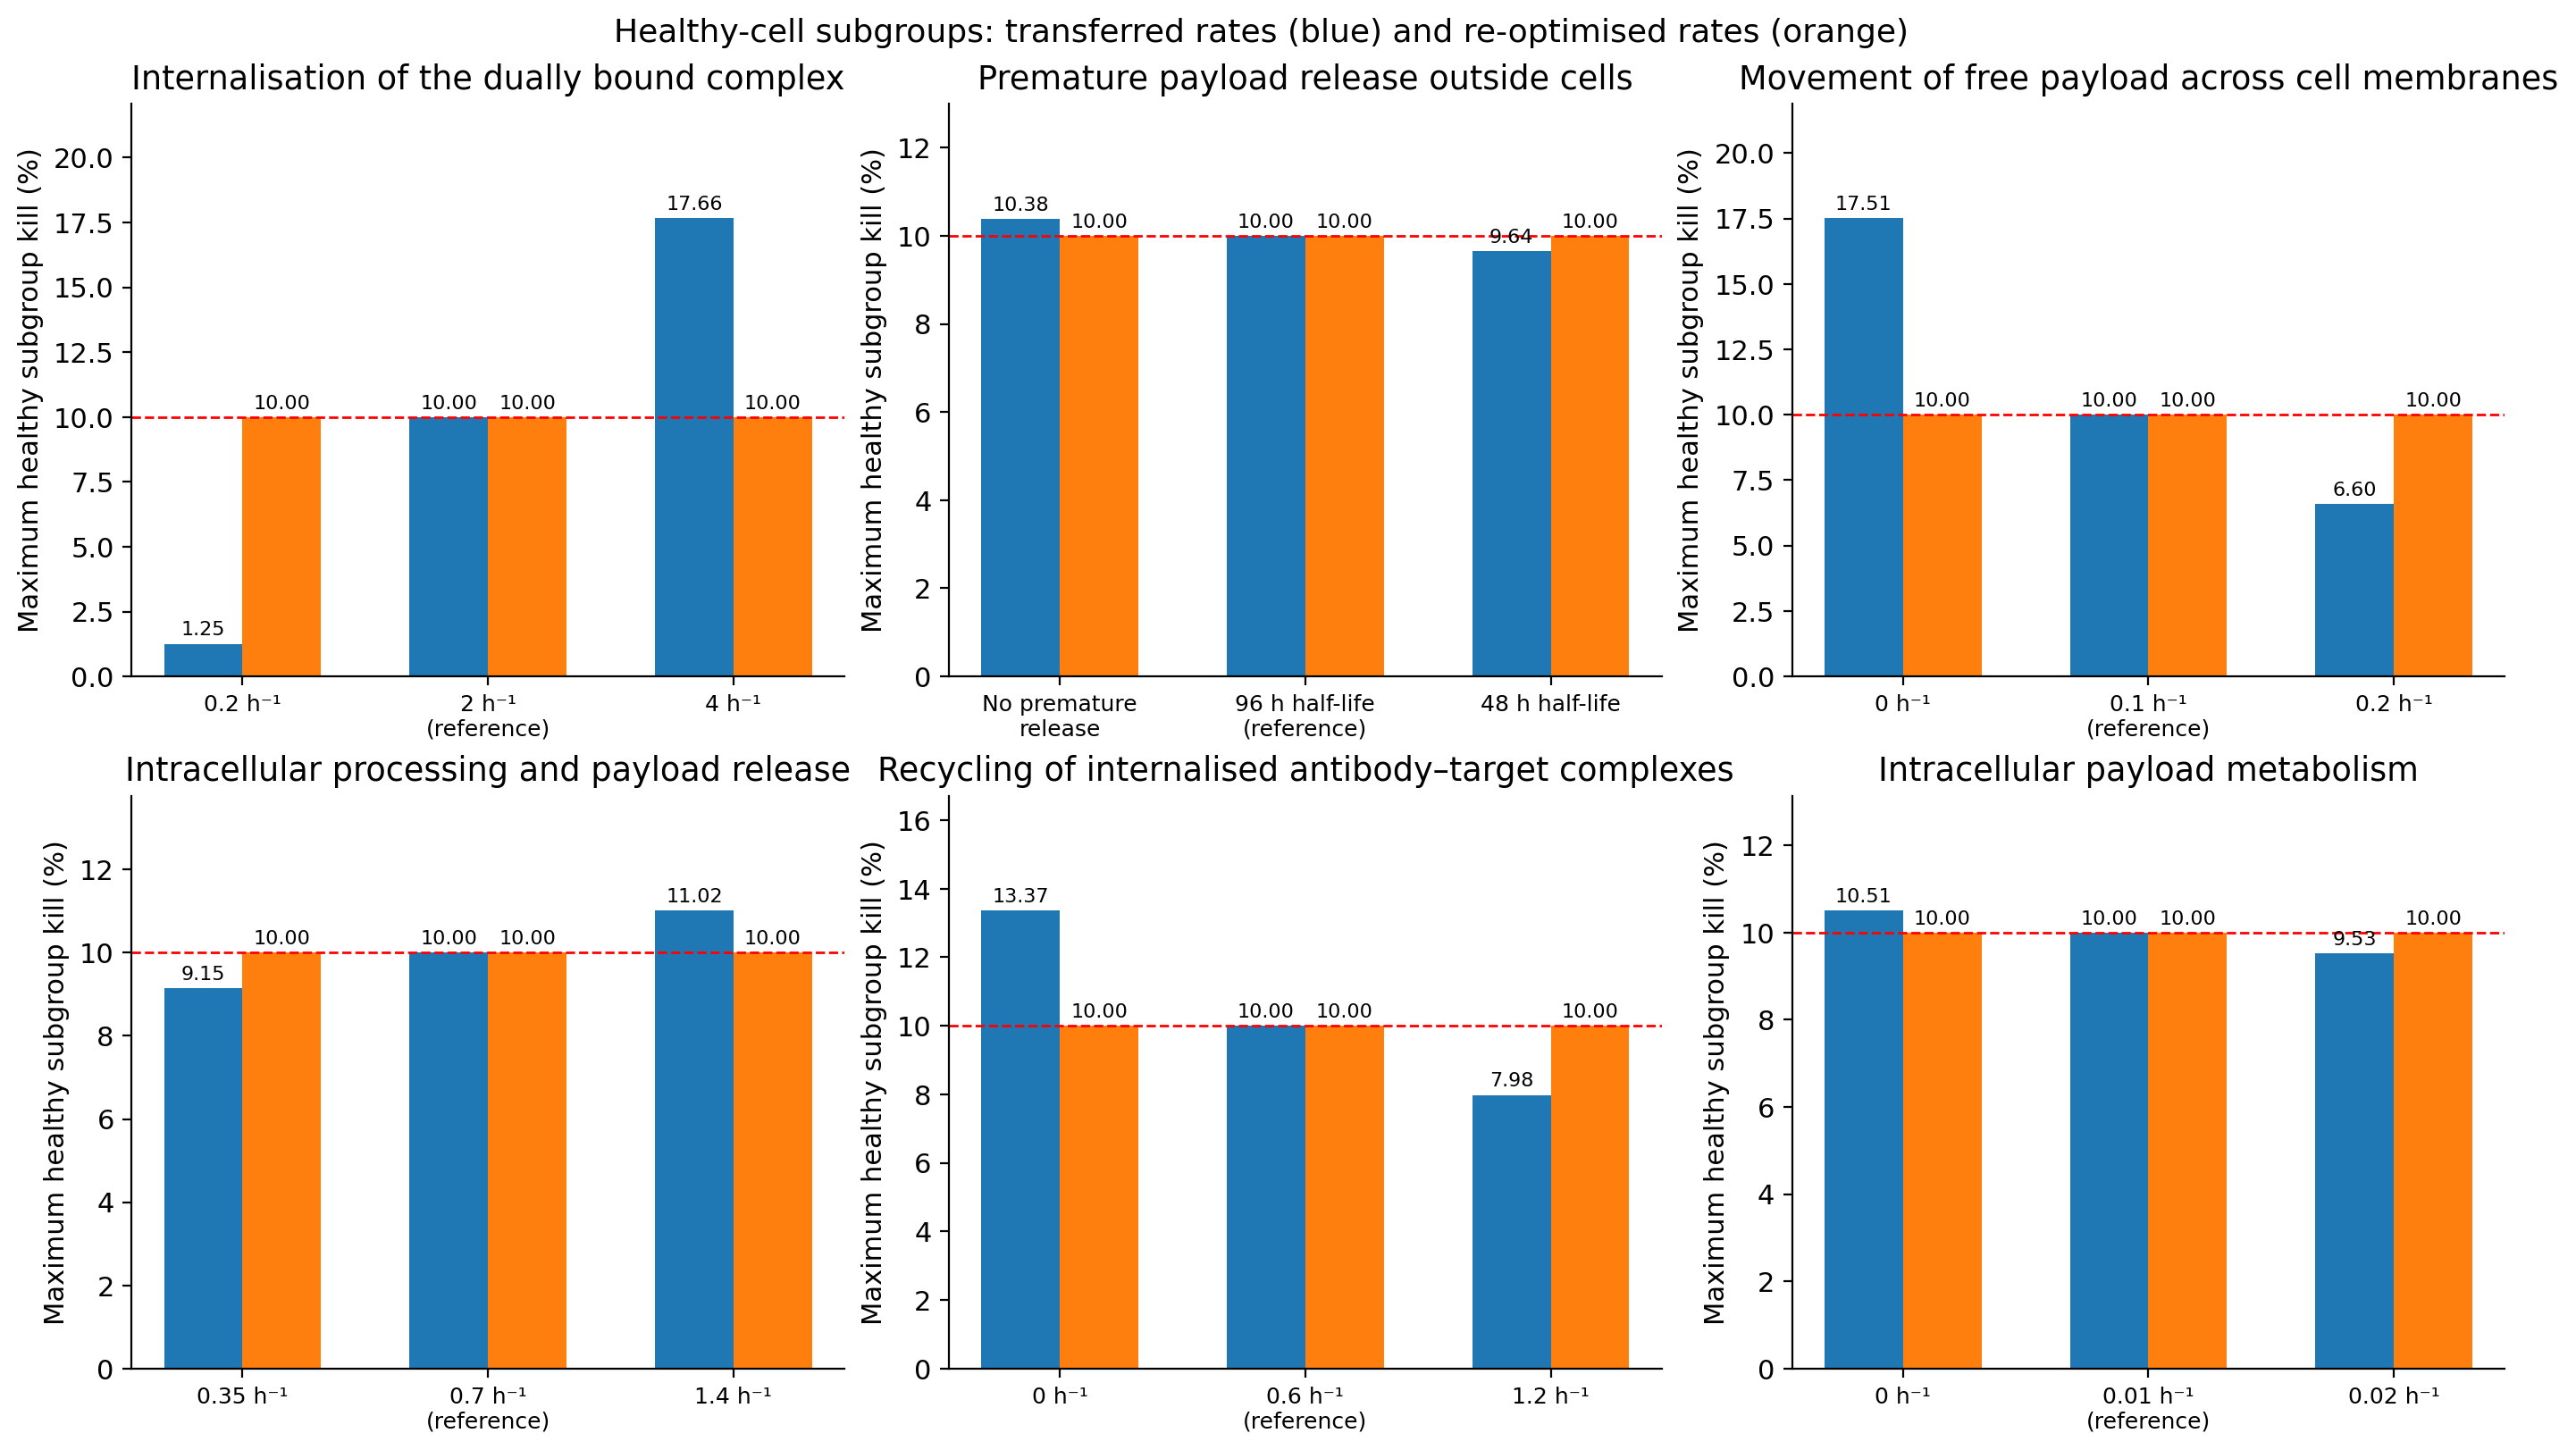 Healthy-cell subgroups: transferred rates (blue) and re-optimised rates (orange)
Internalisation of the dually bound complex
Maximum healthy subgroup kill (%)
20.0
17.5
15.0
12.5
10.0
7.5
5.0
2.5
0.0
1.25
10.00
10.00
10.00
17.66
10.00
0.2 h⁻¹
2 h⁻¹
(reference)
4 h⁻¹
Premature payload release outside cells
Maximum healthy subgroup kill (%)
12
10
8
6
4
2
0
10.38
10.00
10.00
10.00
9.64
10.00
No premature
release
96 h half-life
(reference)
48 h half-life
Movement of free payload across cell membranes
Maximum healthy subgroup kill (%)
20.0
17.5
15.0
12.5
10.0
7.5
5.0
2.5
0.0
17.51
10.00
10.00
10.00
6.60
10.00
0 h⁻¹
0.1 h⁻¹
(reference)
0.2 h⁻¹
Intracellular processing and payload release
Maximum healthy subgroup kill (%)
12
10
8
6
4
2
0
9.15
10.00
10.00
10.00
11.02
10.00
0.35 h⁻¹
0.7 h⁻¹
(reference)
1.4 h⁻¹
Recycling of internalised antibody–target complexes
Maximum healthy subgroup kill (%)
16
14
12
10
8
6
4
2
0
13.37
10.00
10.00
10.00
7.98
10.00
0 h⁻¹
0.6 h⁻¹
(reference)
1.2 h⁻¹
Intracellular payload metabolism
Maximum healthy subgroup kill (%)
12
10
8
6
4
2
0
10.51
10.00
10.00
10.00
9.53
10.00
0 h⁻¹
0.01 h⁻¹
(reference)
0.02 h⁻¹